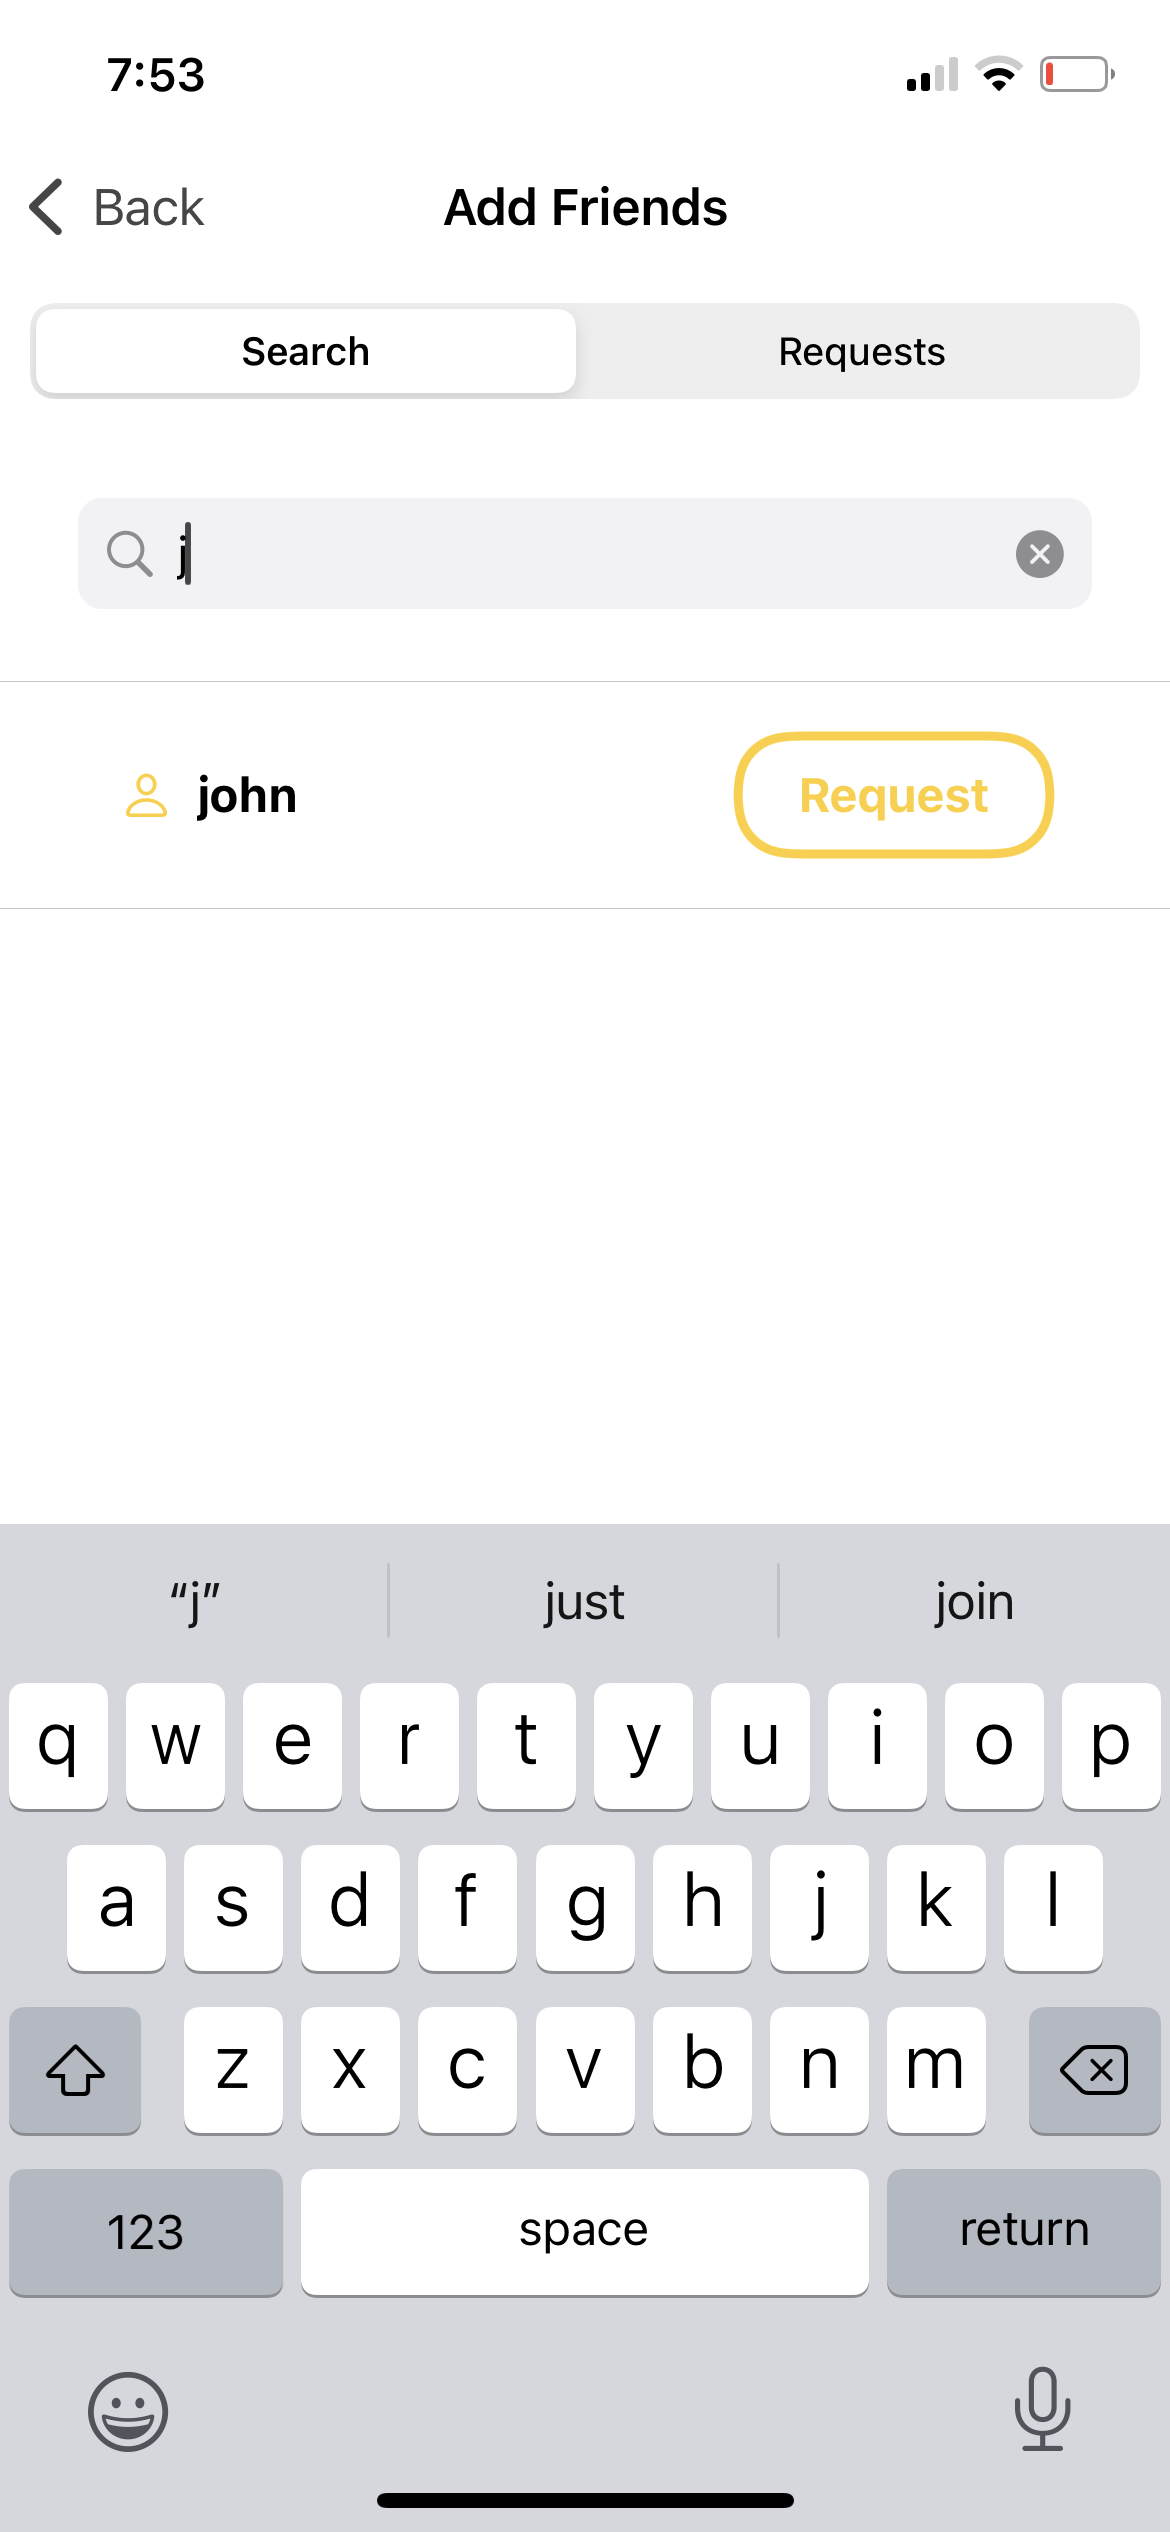 7:53
Back
Add Friends
Search
Requests
j
john
Request
“j”
just
join
q w e r t y u i o p
a s d f g h j k l
z x c v b n m
123
space
return